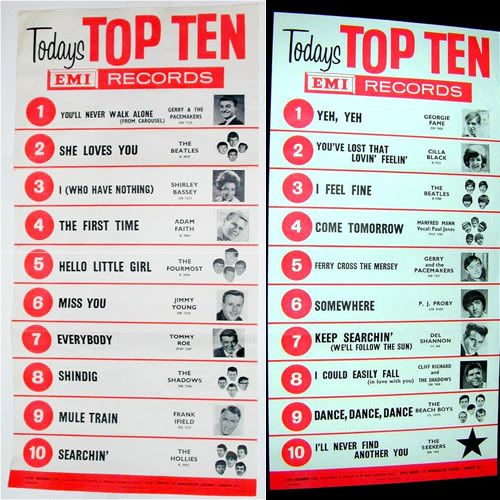 Todays TOP TEN
EMI RECORDS
1 YOU'LL NEVER WALK ALONE
(FROM CAROUSEL)
GERRY & THE
PACEMAKERS
2 SHE LOVES YOU
THE
BEATLES
3 I (WHO HAVE NOTHING)
SHIRLEY
BASSEY
4 THE FIRST TIME
ADAM
FAITH
5 HELLO LITTLE GIRL
THE
FOURMOST
6 MISS YOU
JIMMY
YOUNG
7 EVERYBODY
TOMMY
ROE
8 SHINDIG
THE
SHADOWS
9 MULE TRAIN
FRANK
IFIELD
10 SEARCHIN'
THE
HOLLIES
Todays TOP TEN
EMI RECORDS
1 YEH, YEH
GEORGIE
FAME
2 YOU'VE LOST THAT
LOVIN' FEELIN'
CILLA
BLACK
3 I FEEL FINE
THE
BEATLES
4 COME TOMORROW
MANFRED MANN
Vocal: Paul Jones
5 FERRY CROSS THE MERSEY
GERRY
and the
PACEMAKERS
6 SOMEWHERE
P. J. PROBY
7 KEEP SEARCHIN'
(WE'LL FOLLOW THE SUN)
DEL
SHANNON
8 I COULD EASILY FALL
(in love with you)
CLIFF RICHARD
and
THE SHADOWS
9 DANCE, DANCE, DANCE
THE
BEACH BOYS
10 I'LL NEVER FIND
ANOTHER YOU
THE
SEEKERS